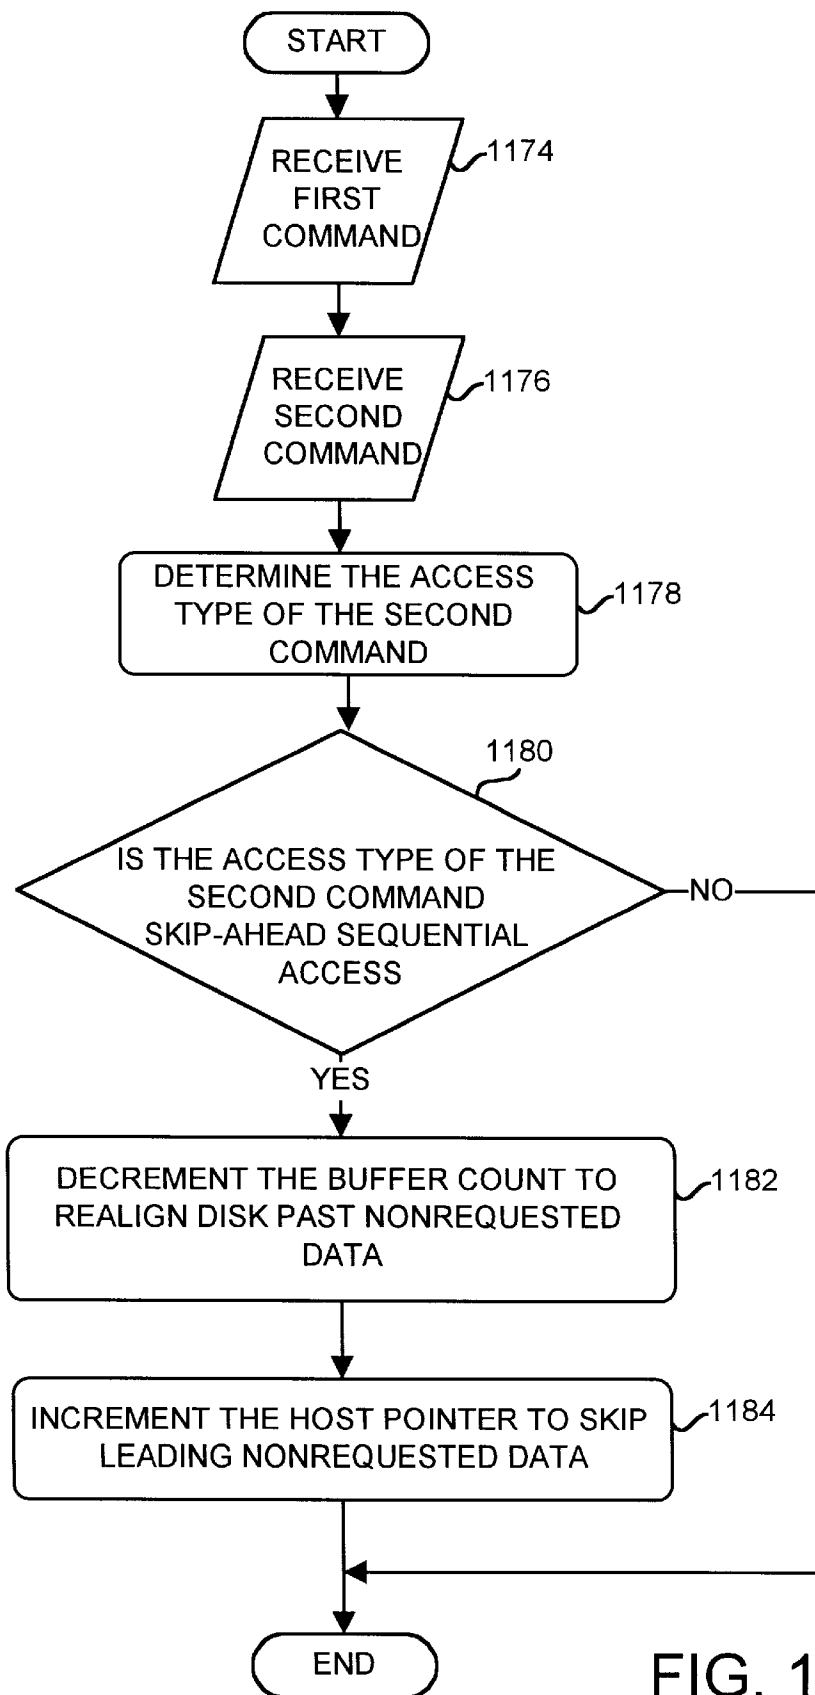 START
RECEIVE
FIRST
COMMAND
1174
RECEIVE
SECOND
COMMAND
1176
DETERMINE THE ACCESS
TYPE OF THE SECOND
COMMAND
1178
1180
IS THE ACCESS TYPE OF THE
SECOND COMMAND
SKIP-AHEAD SEQUENTIAL
ACCESS
NO
YES
DECREMENT THE BUFFER COUNT TO
REALIGN DISK PAST NONREQUESTED
DATA
1182
INCREMENT THE HOST POINTER TO SKIP
LEADING NONREQUESTED DATA
1184
END
FIG. 1